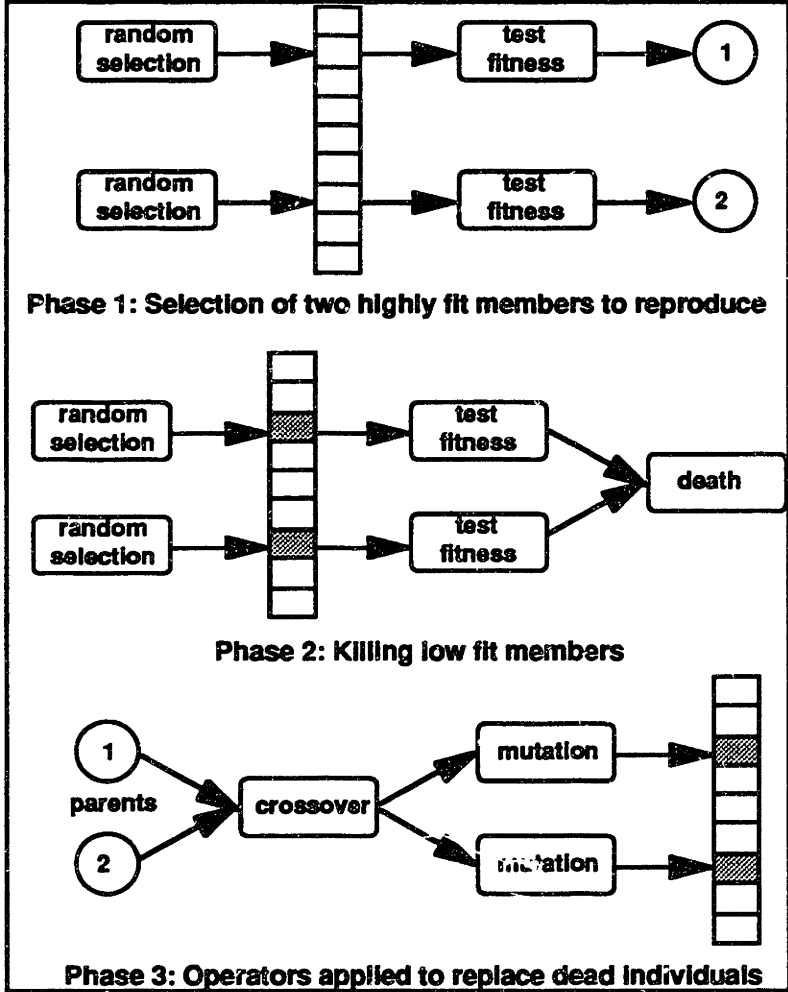 random
selection
test
fitness
1
random
selection
test
fitness
2
Phase 1: Selection of two highly fit members to reproduce
random
selection
test
fitness
death
random
selection
test
fitness
Phase 2: Killing low fit members
1
mutation
parents
crossover
2
mutation
Phase 3: Operators applied to replace dead individuals